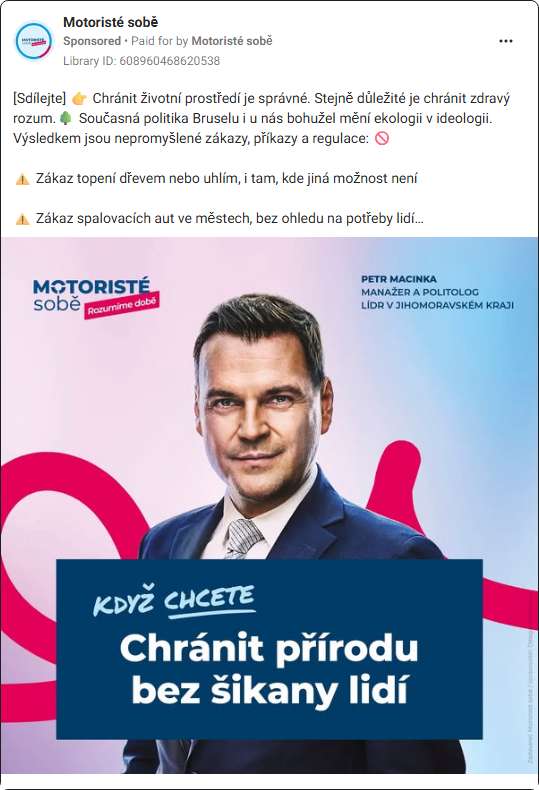 Motoristé sobě
Sponsored • Paid for by Motoristé sobě
Library ID: 608960468620538
[Sdílejte] 👉 Chránit životní prostředí je správné. Stejně důležité je chránit zdravý
rozum.🌲 Současná politika Bruselu i u nás bohužel mění ekologii v ideologii.
Výsledkem jsou nepromyšlené zákazy, příkazy a regulace: 🚫
⚠️ Zákaz topení dřevem nebo uhlím, i tam, kde jiná možnost není
⚠️ Zákaz spalovacích aut ve městech, bez ohledu na potřeby lidí…
MOTORISTÉ
sobě Rozumíme době
PETR MACINKA
MANAŽER A POLITOLOG
LÍDR V JIHOMORAVSKÉM KRAJI
KDYŽ CHCETE
Chránit přírodu
bez šikany lidí